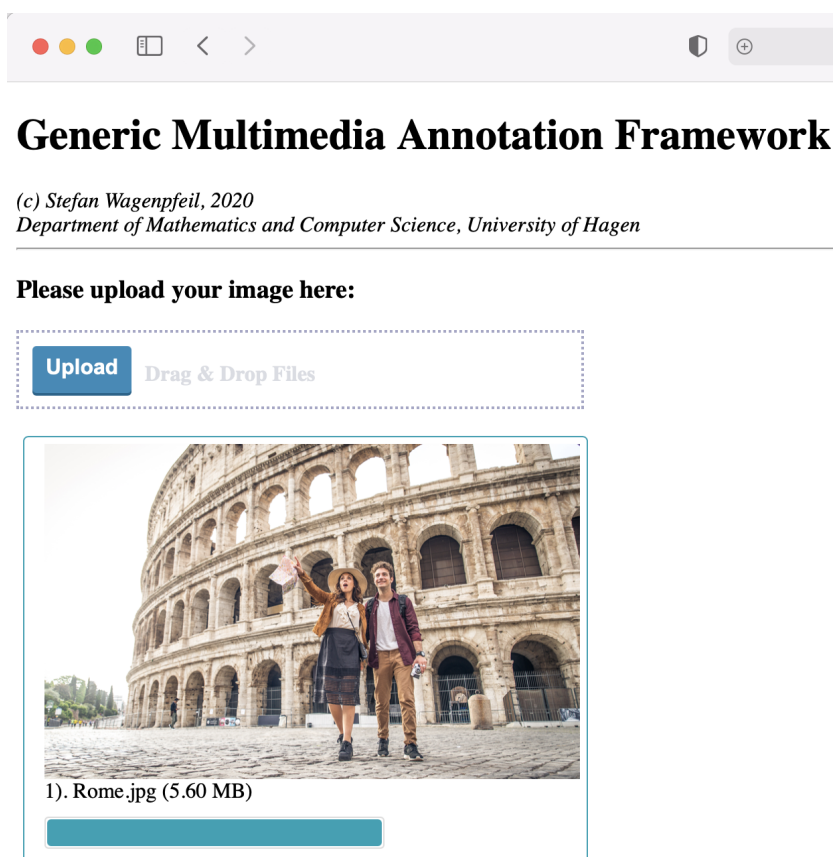 Generic Multimedia Annotation Framework
(c) Stefan Wagenpfeil, 2020
Department of Mathematics and Computer Science, University of Hagen
Please upload your image here:
Upload Drag & Drop Files
1). Rome.jpg (5.60 MB)